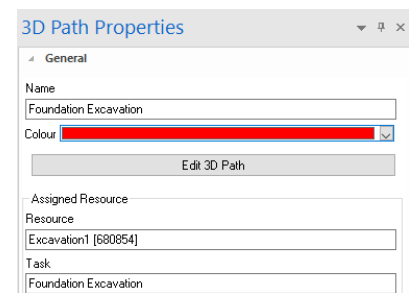 3D Path Properties
General
Name
Foundation Excavation
Colour
Edit 3D Path
Assigned Resource
Resource
Excavation1 [680854]
Task
Foundation Excavation